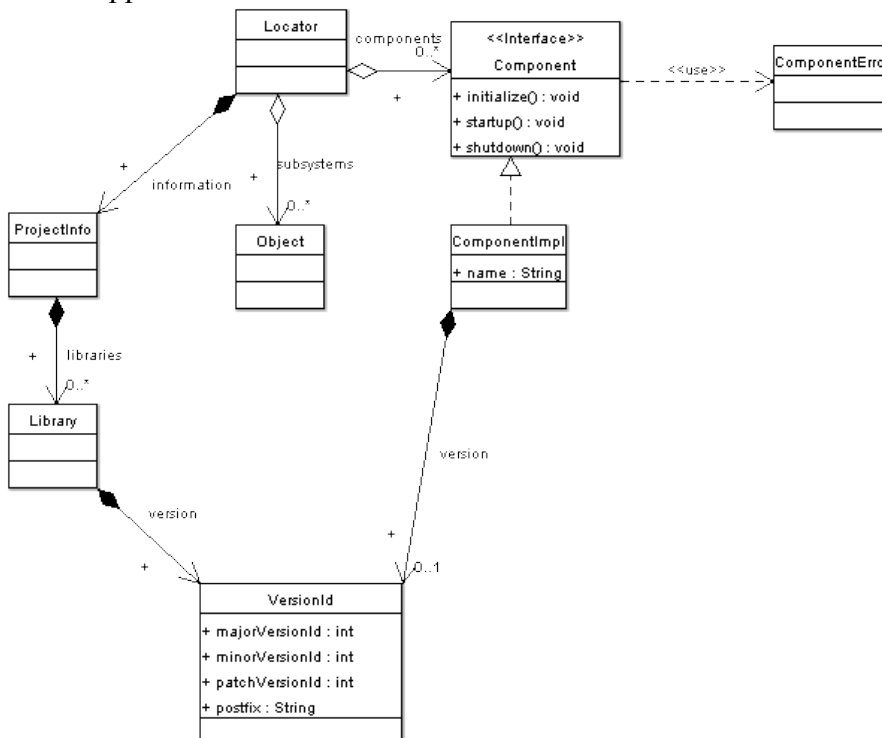 Locator
components
0..*
+
<<Interface>>
Component
+ initialize() : void
+ startup() : void
+ shutdown() : void
<<use>>
+
information
+
subsystems
0..*
ProjectInfo
Object
ComponentImpl
+ name : String
+
libraries
0..*
Library
version
+
version
+
0..1
VersionId
+ majorVersionId : int
+ minorVersionId : int
+ patchVersionId : int
+ postfix : String